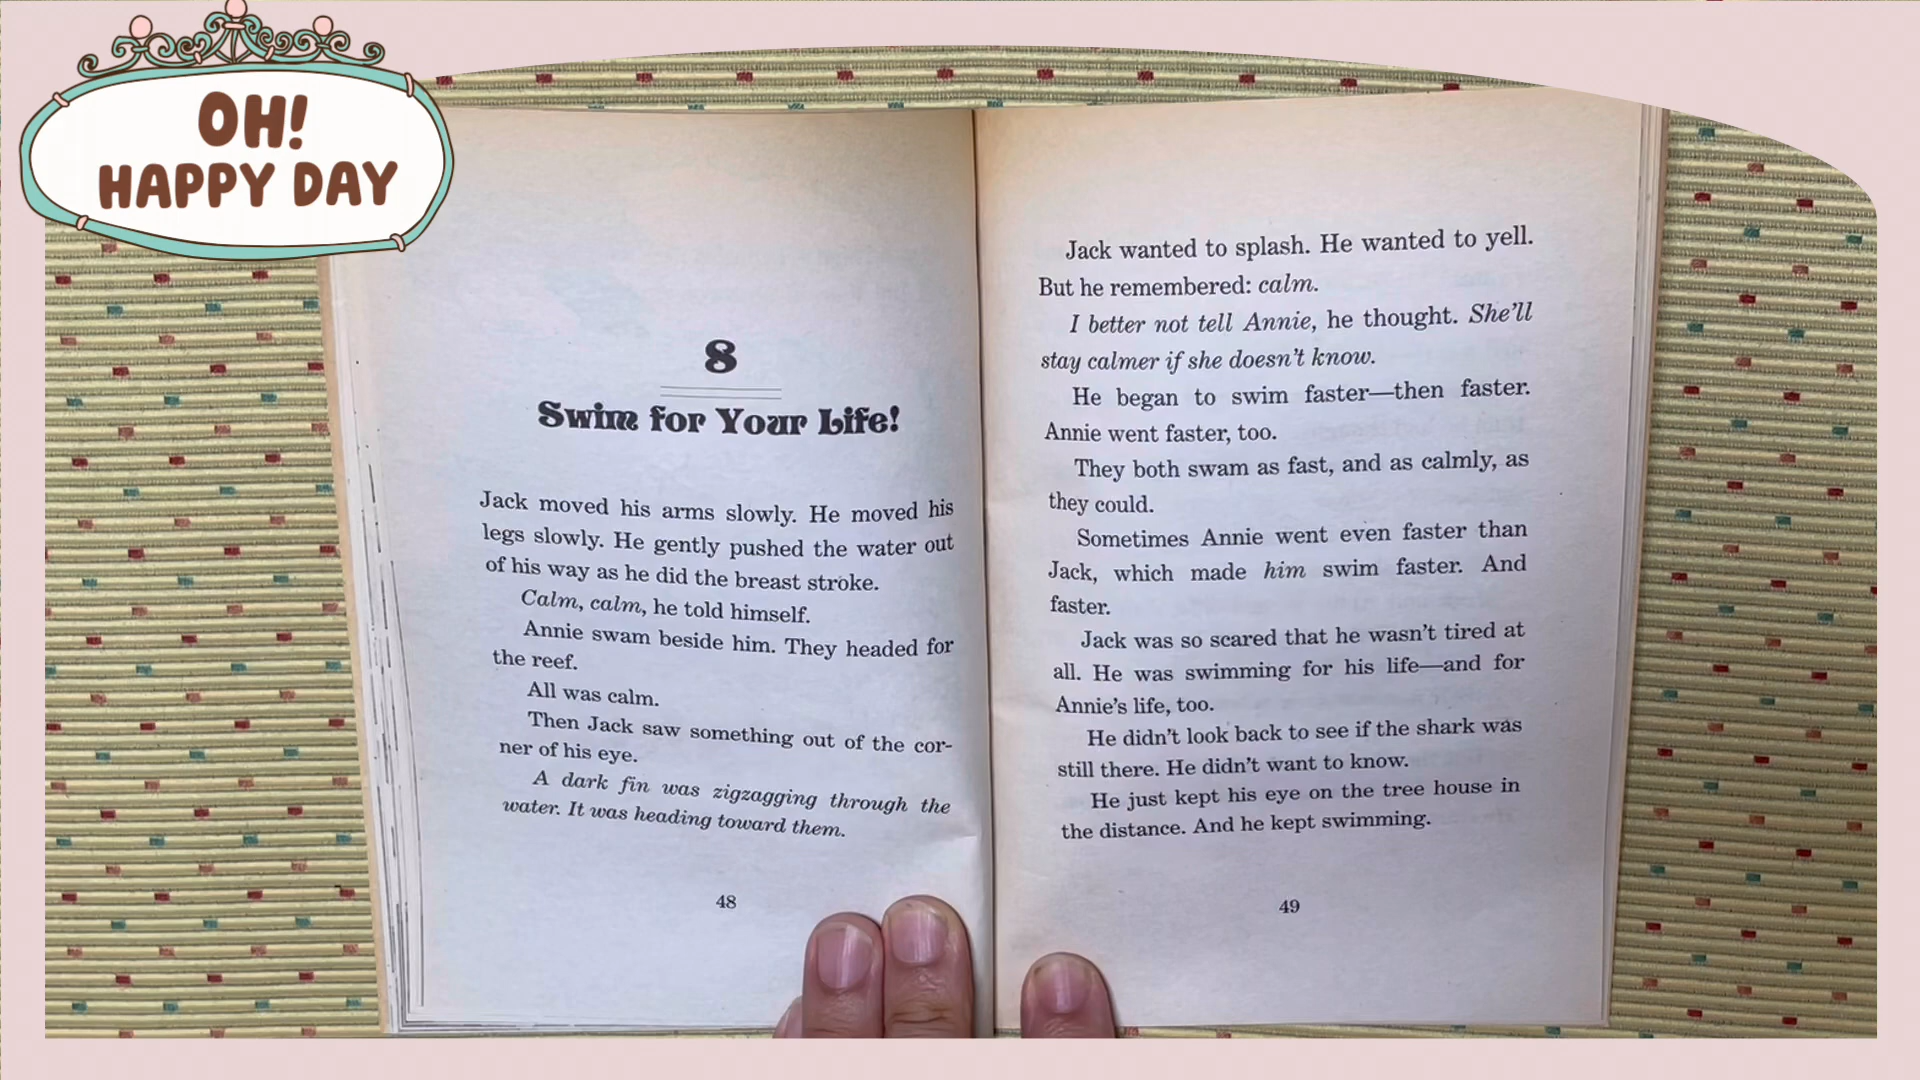 OH!
HAPPY DAY
8
Swim for Your Life!
Jack moved his arms slowly. He moved his
legs slowly. He gently pushed the water out
of his way as he did the breast stroke.
Calm, calm, he told himself.
Annie swam beside him. They headed for
the reef.
All was calm.
Then Jack saw something out of the cor-
ner of his eye.
A dark fin was zigzagging through the
water. It was heading toward them.
48
Jack wanted to splash. He wanted to yell.
But he remembered: calm.
I better not tell Annie, he thought. She'll
stay calmer if she doesn't know.
He began to swim faster—then faster.
Annie went faster, too.
They both swam as fast, and as calmly, as
they could.
Sometimes Annie went even faster than
Jack, which made him swim faster. And
faster.
Jack was so scared that he wasn't tired at
all. He was swimming for his life—and for
Annie's life, too.
He didn't look back to see if the shark was
still there. He didn't want to know.
He just kept his eye on the tree house in
the distance. And he kept swimming.
49